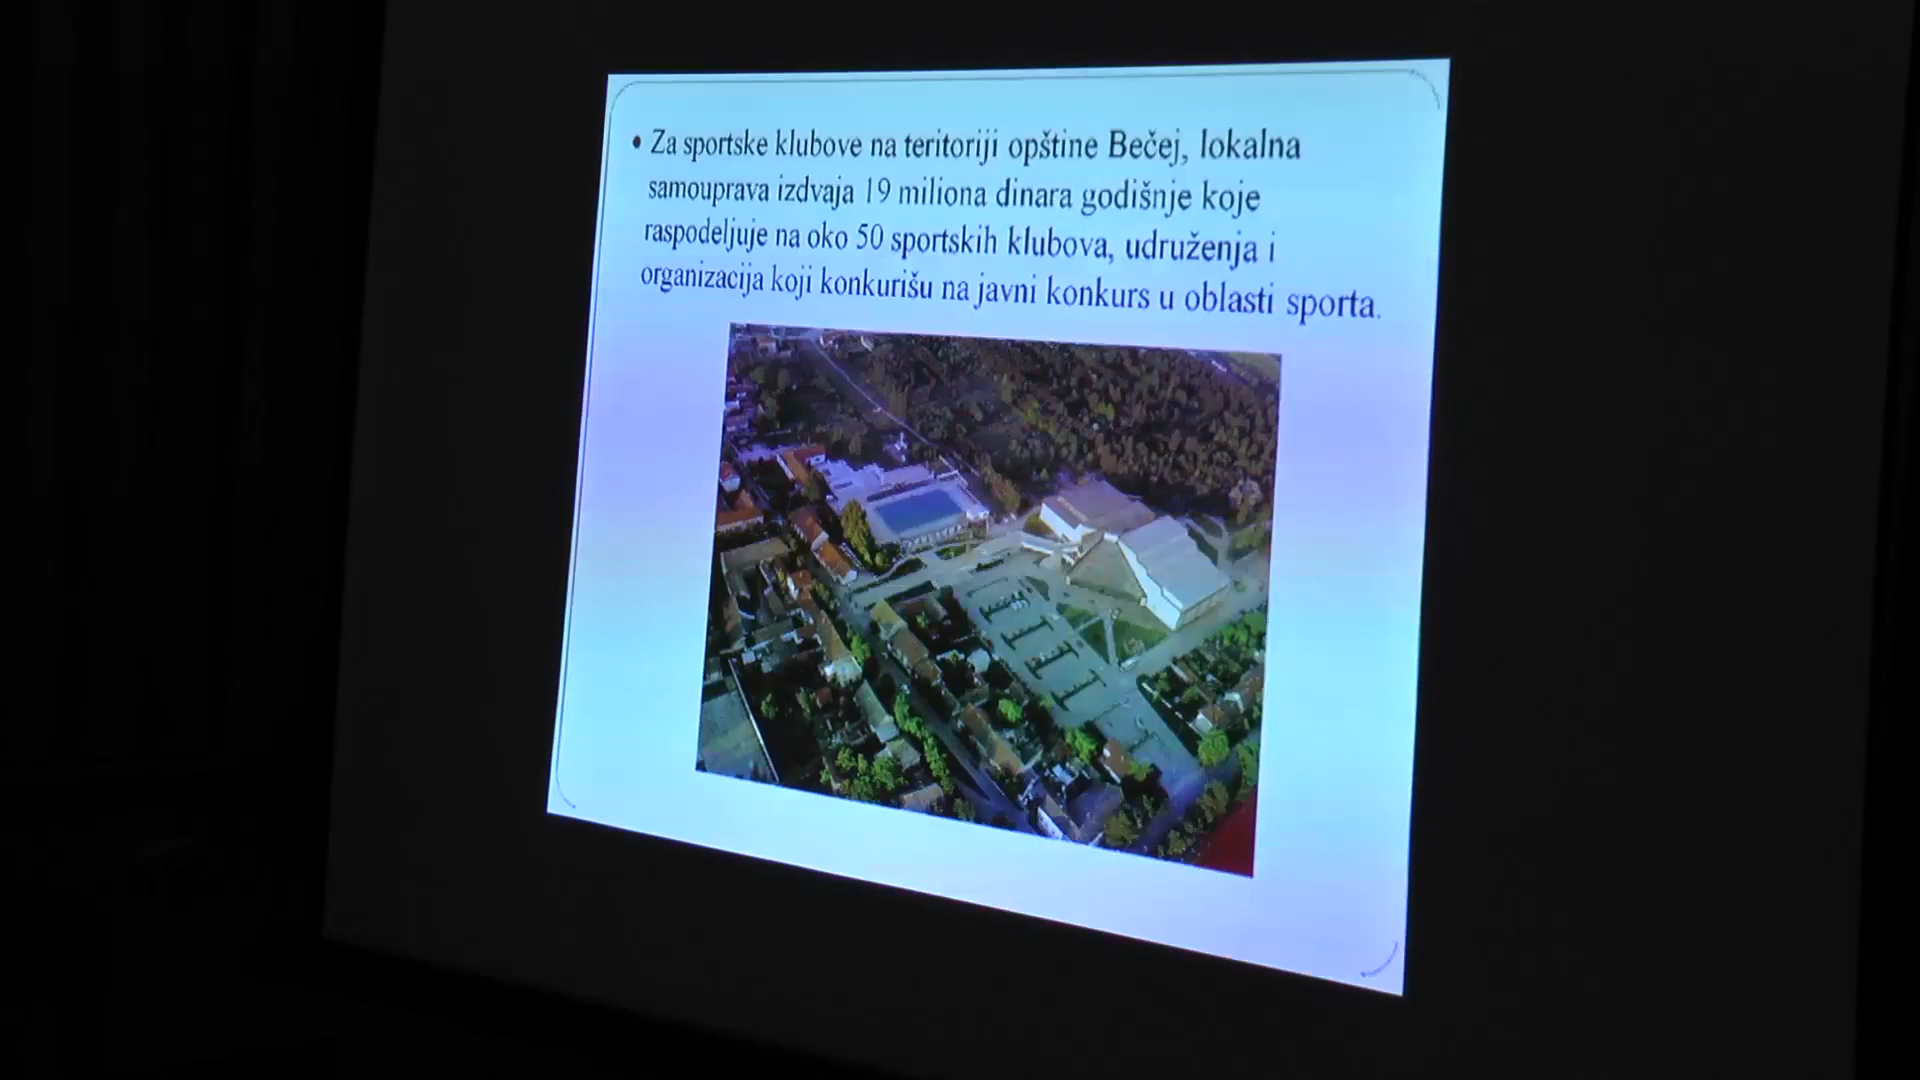 • Za sportske klubove na teritoriji opštine Bečej, lokalna
samouprava izdvaja 19 miliona dinara godišnje koje
raspodeljuje na oko 50 sportskih klubova, udruženja i
organizacija koji konkurišu na javni konkurs u oblasti sporta.